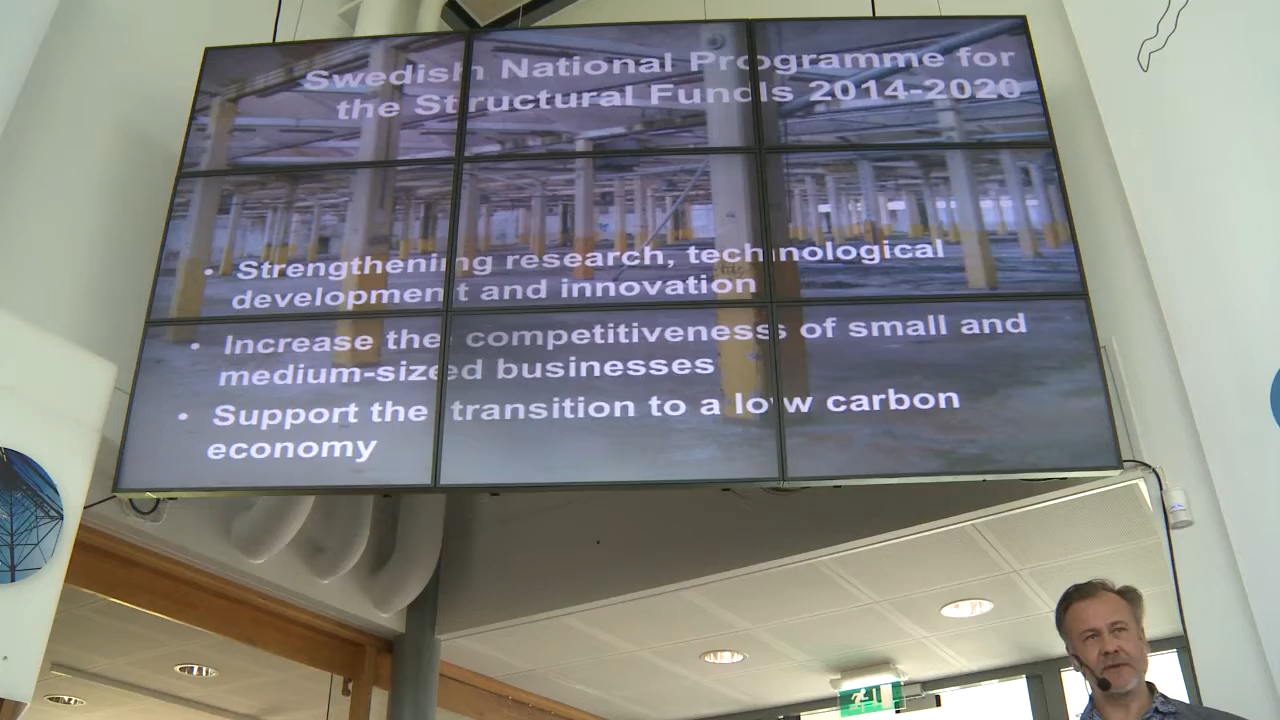 Swedish National Programme for
the Structural Funds 2014-2020
• Strengthening research, technological
development and innovation
• Increase the competitiveness of small and
medium-sized businesses
• Support the transition to a low carbon
economy